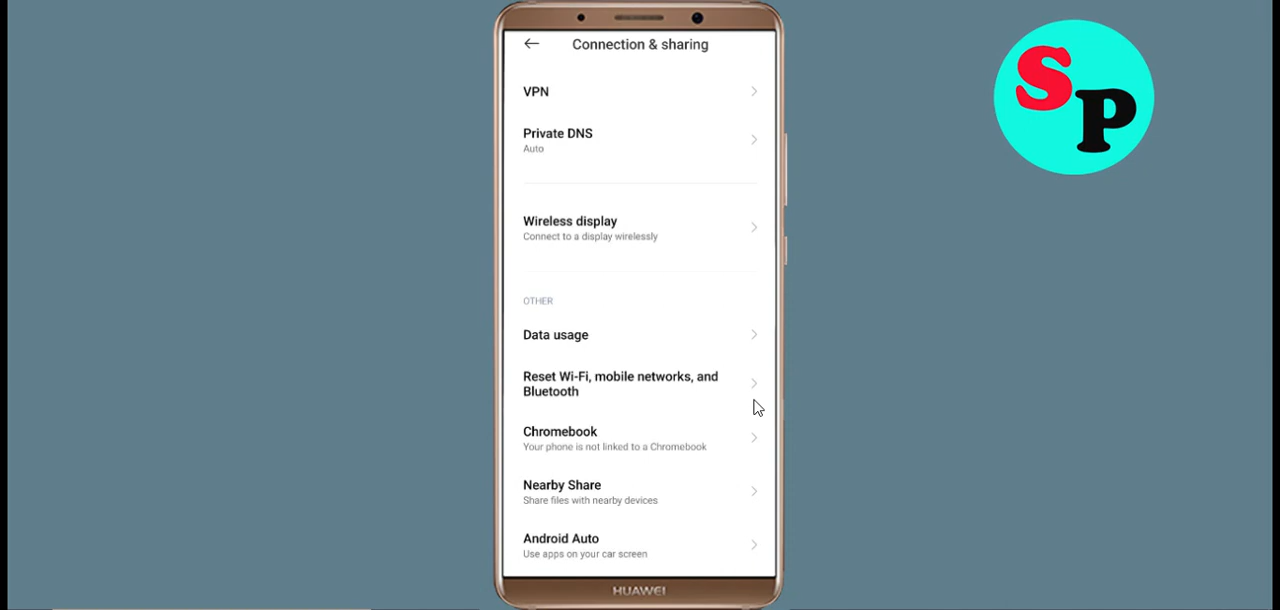 Connection & sharing
VPN
Private DNS
Auto
Wireless display
Connect to a display wirelessly
OTHER
Data usage
Reset Wi-Fi, mobile networks, and
Bluetooth
Chromebook
Your phone is not linked to a Chromebook
Nearby Share
Share files with nearby devices
Android Auto
Use apps on your car screen
HUAWEI
SP